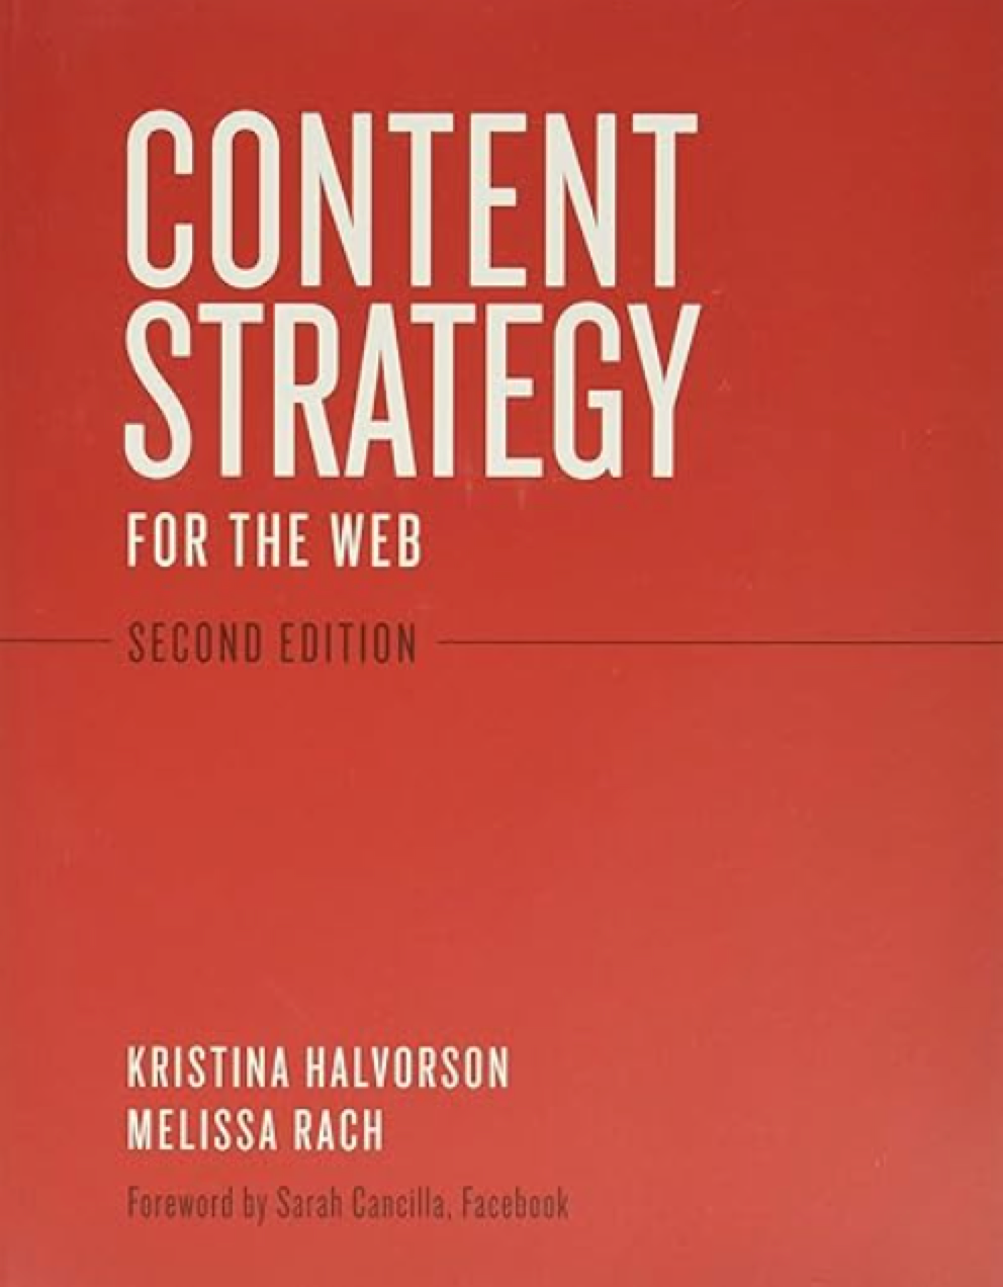 CONTENT
STRATEGY
FOR THE WEB
SECOND EDITION
KRISTINA HALVORSON
MELISSA RACH
Foreword by Sarah Cancilla, Facebook